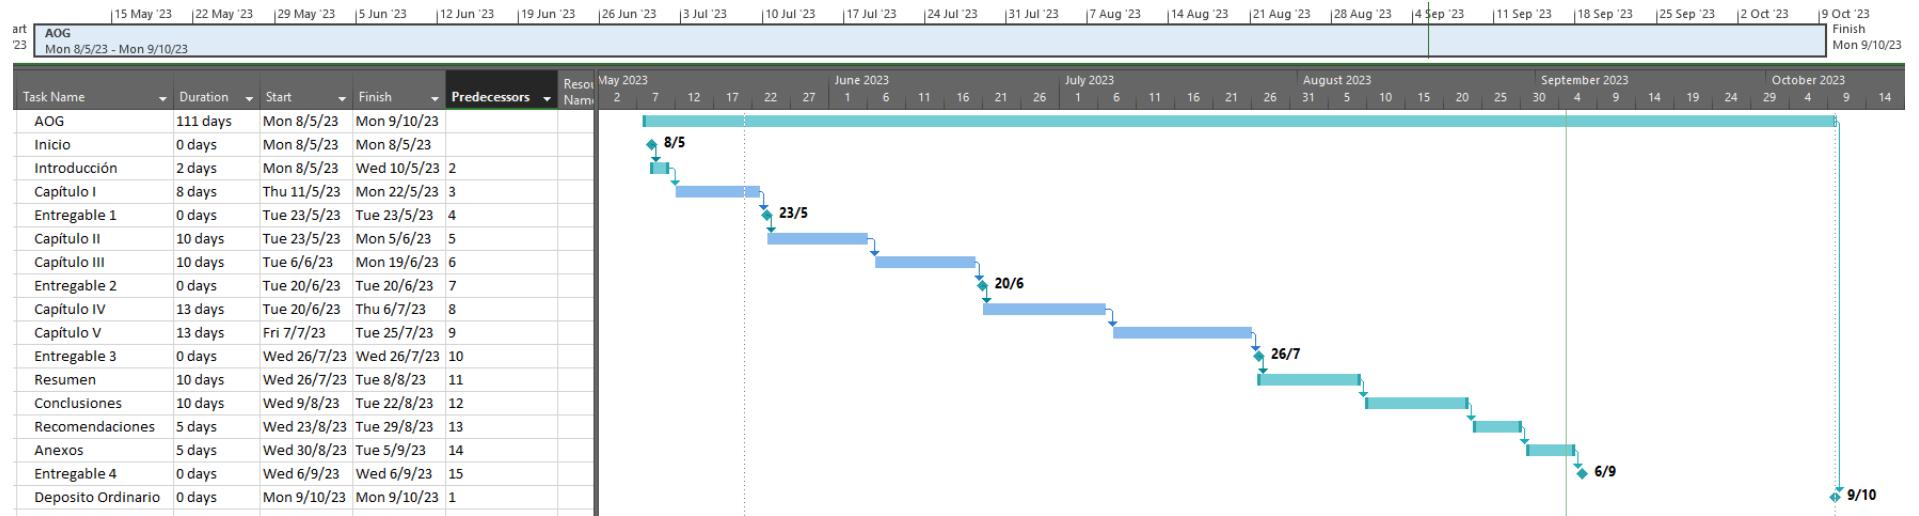 15 May '23 22 May '23 29 May '23 5 Jun '23 12 Jun '23 19 Jun '23 26 Jun '23 3 Jul '23 10 Jul '23 17 Jul '23 24 Jul '23 31 Jul '23 7 Aug '23 14 Aug '23 21 Aug '23 28 Aug '23 4 Sep '23 11 Sep '23 18 Sep '23 25 Sep '23 2 Oct '23 9 Oct '23
art AOG Finish
'23 Mon 8/5/23 - Mon 9/10/23 Mon 9/10/23
May 2023 June 2023 July 2023 August 2023 September 2023 October 2023
Task Name Duration Start Finish Predecessors Resou Name 2 7 12 17 22 27 1 6 11 16 21 26 1 6 11 16 21 26 31 5 10 15 20 25 30 4 9 14 19 24 29 4 9 14
AOG 111 days Mon 8/5/23 Mon 9/10/23
Inicio 0 days Mon 8/5/23 Mon 8/5/23 8/5
Introducción 2 days Mon 8/5/23 Wed 10/5/23 2
Capítulo I 8 days Thu 11/5/23 Mon 22/5/23 3
Entregable 1 0 days Tue 23/5/23 Tue 23/5/23 4 23/5
Capítulo II 10 days Tue 23/5/23 Mon 5/6/23 5
Capítulo III 10 days Tue 6/6/23 Mon 19/6/23 6
Entregable 2 0 days Tue 20/6/23 Tue 20/6/23 7 20/6
Capítulo IV 13 days Tue 20/6/23 Thu 6/7/23 8
Capítulo V 13 days Fri 7/7/23 Tue 25/7/23 9
Entregable 3 0 days Wed 26/7/23 Wed 26/7/23 10 26/7
Resumen 10 days Wed 26/7/23 Tue 8/8/23 11
Conclusiones 10 days Wed 9/8/23 Tue 22/8/23 12
Recomendaciones 5 days Wed 23/8/23 Tue 29/8/23 13
Anexos 5 days Wed 30/8/23 Tue 5/9/23 14
Entregable 4 0 days Wed 6/9/23 Wed 6/9/23 15 6/9
Deposito Ordinario 0 days Mon 9/10/23 Mon 9/10/23 1 9/10